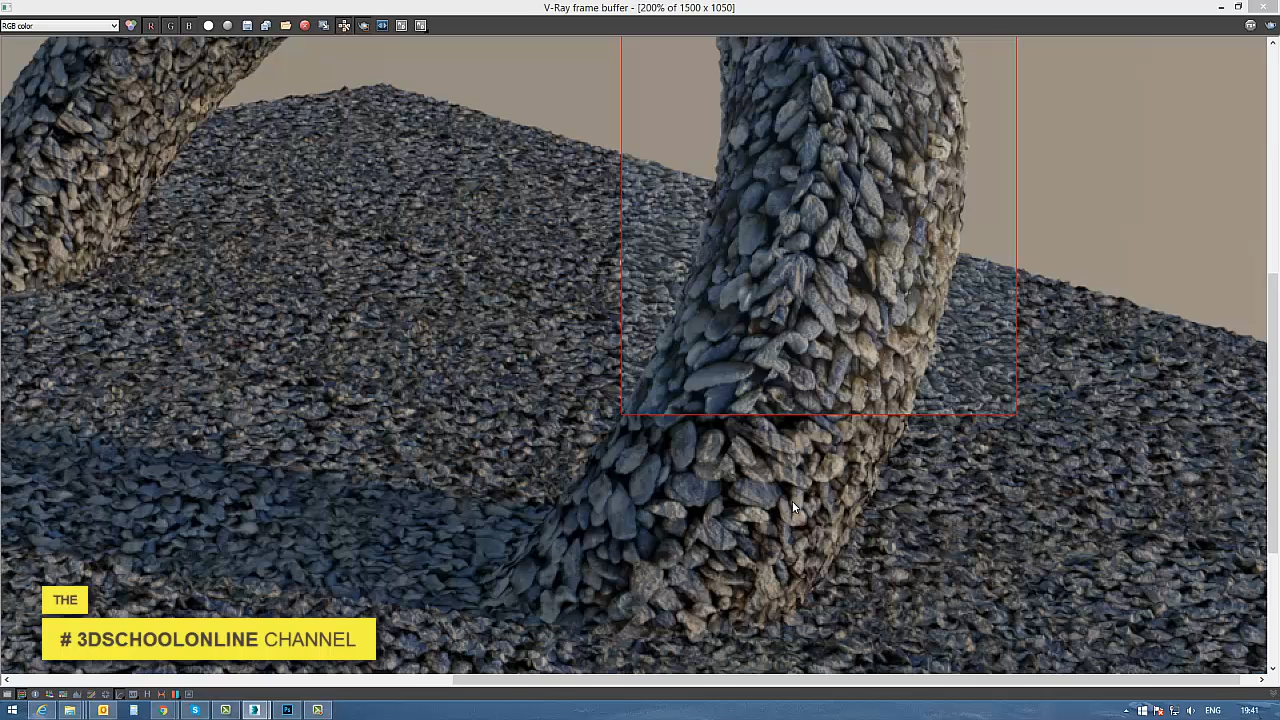 V-Ray frame buffer - [200% of 1500 x 1050]
RGB color
R G B
THE
# 3DSCHOOLONLINE CHANNEL
H
ENG 19:41